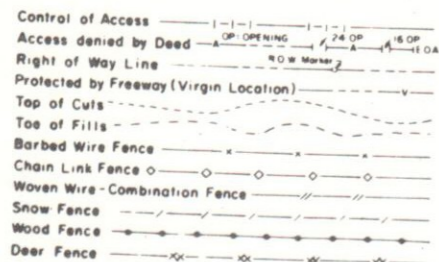 Control of Access
Access denied by Deed A OP: OPENING 24 OP A 16 OP EOA
Right of Way Line R O W Marker
Protected by Freeway (Virgin Location) V
Top of Cuts
Toe of Fills
Barbed Wire Fence x x x
Chain Link Fence
Woven Wire-Combination Fence
Snow Fence
Wood Fence
Deer Fence